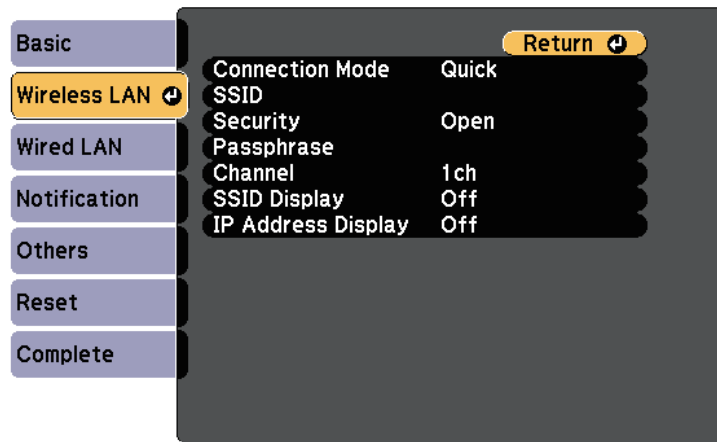 Basic
Wireless LAN
Wired LAN
Notification
Others
Reset
Complete
Return
Connection Mode Quick
SSID
Security Open
Passphrase
Channel 1ch
SSID Display Off
IP Address Display Off